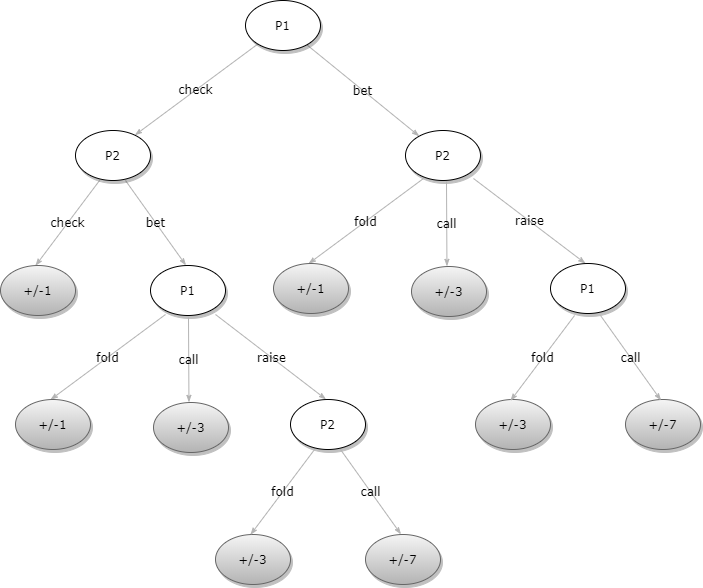 P1
check
bet
P2
P2
check
bet
fold
call
raise
+/-1
P1
+/-1
+/-3
P1
fold
call
raise
fold
call
+/-1
+/-3
P2
+/-3
+/-7
fold
call
+/-3
+/-7